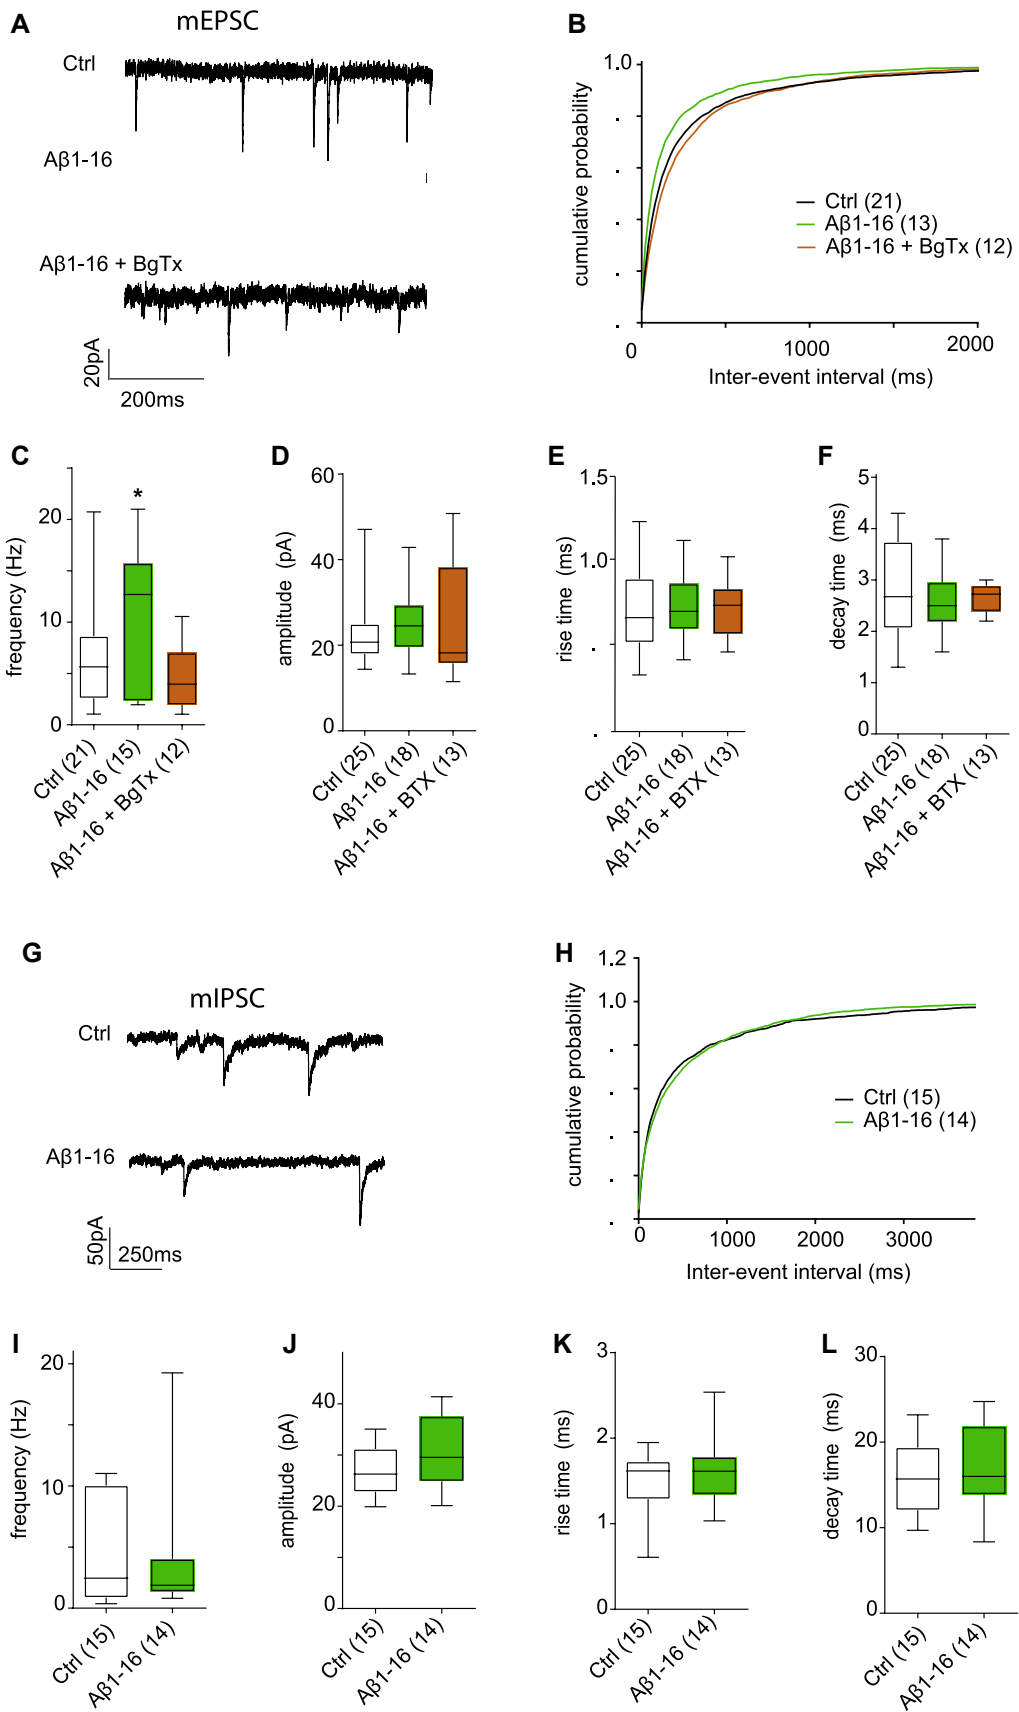 A
mEPSC
Ctrl
Aβ1-16
Aβ1-16 + BgTx
20pA
200ms
B
cumulative probability
1.0
Ctrl (21)
Aβ1-16 (13)
Aβ1-16 + BgTx (12)
0
1000
2000
Inter-event interval (ms)
C
frequency (Hz)
20
10
0
*
Ctrl (21)
Aβ1-16 (15)
Aβ1-16 + BgTx (12)
D
amplitude (pA)
60
40
20
0
Ctrl (25)
Aβ1-16 (18)
Aβ1-16 + BTX (13)
E
rise time (ms)
1.5
1.0
Ctrl (25)
Aβ1-16 (18)
Aβ1-16 + BTX (13)
F
decay time (ms)
5
4
3
2
1
0
Ctrl (25)
Aβ1-16 (18)
Aβ1-16 + BTX (13)
G
mIPSC
Ctrl
Aβ1-16
50pA
250ms
H
cumulative probability
1.2
1.0
Ctrl (15)
Aβ1-16 (14)
0
1000
2000
3000
Inter-event interval (ms)
I
frequency (Hz)
20
10
0
Ctrl (15)
Aβ1-16 (14)
J
amplitude (pA)
40
20
0
Ctrl (15)
Aβ1-16 (14)
K
rise time (ms)
3
2
1
0
Ctrl (15)
Aβ1-16 (14)
L
decay time (ms)
30
20
10
0
Ctrl (15)
Aβ1-16 (14)